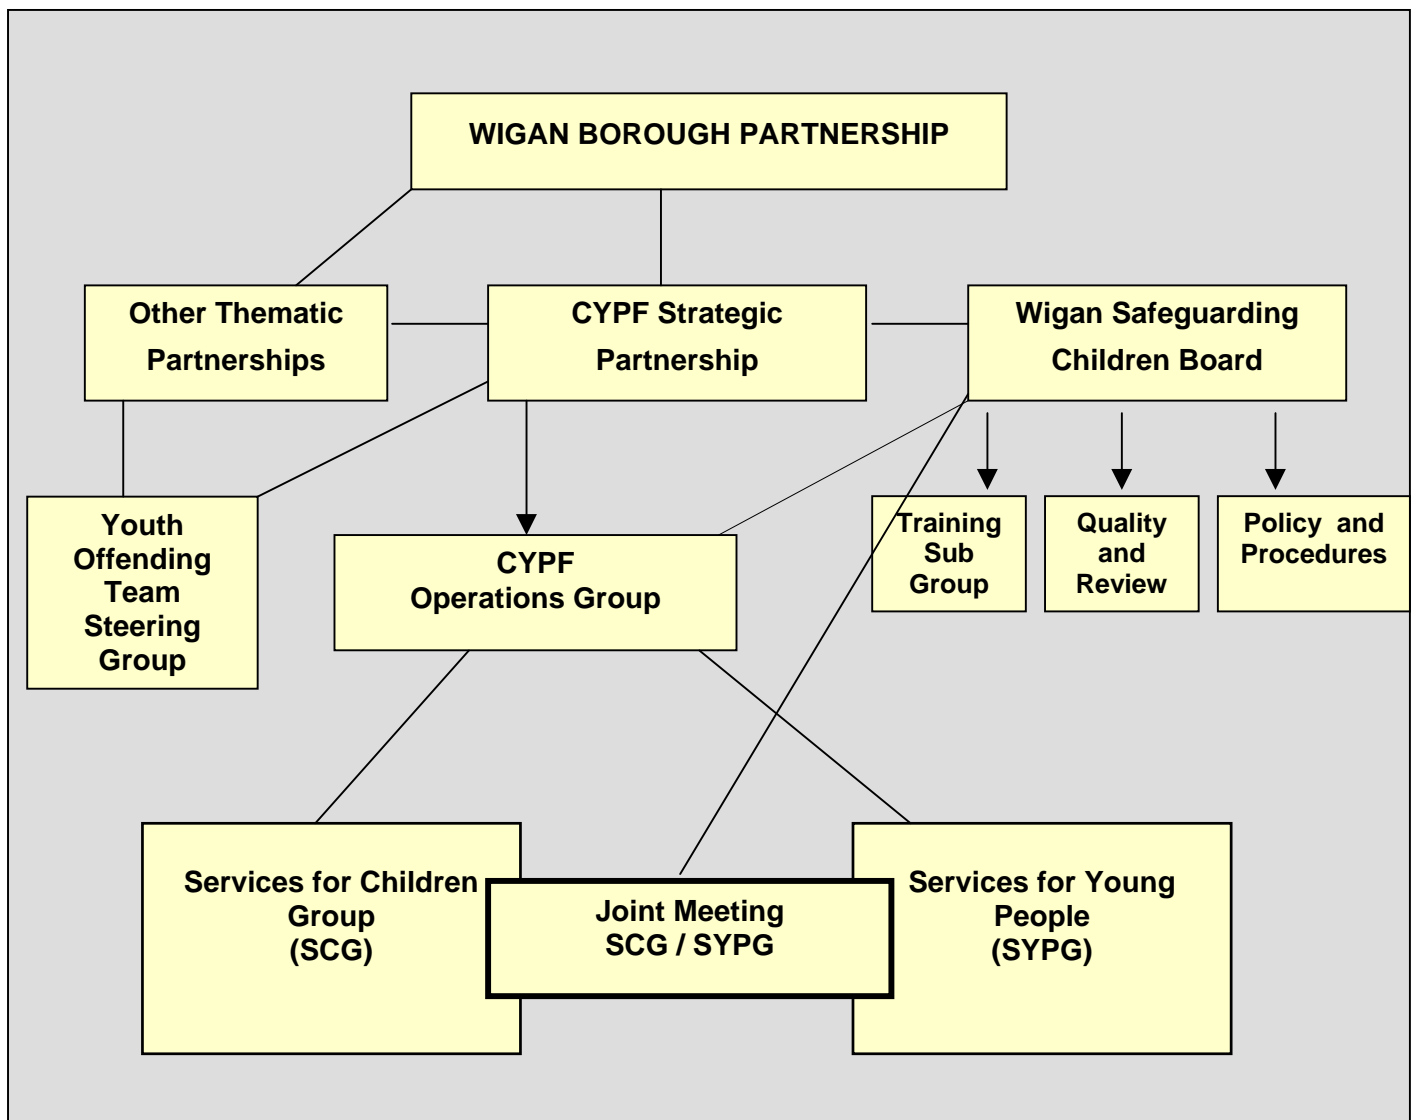 WIGAN BOROUGH PARTNERSHIP
Other Thematic
Partnerships
CYPF Strategic
Partnership
Wigan Safeguarding
Children Board
Youth
Offending
Team
Steering
Group
CYPF
Operations Group
Training
Sub
Group
Quality
and
Review
Policy and
Procedures
Services for Children
Group
(SCG)
Joint Meeting
SCG / SYPG
Services for Young
People
(SYPG)